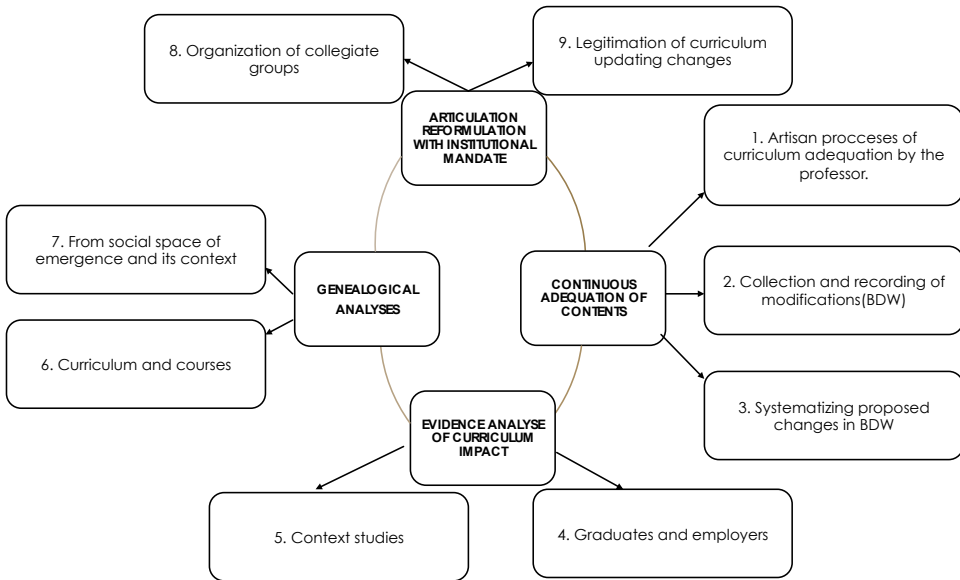 8. Organization of collegiate
groups
9. Legitimation of curriculum
updating changes
ARTICULATION
REFORMULATION
WITH INSTITUTIONAL
MANDATE
1. Artisan procceses of
curriculum adequation by the
professor.
7. From social space of
emergence and its context
GENEALOGICAL
ANALYSES
CONTINUOUS
ADEQUATION OF
CONTENTS
2. Collection and recording of
modifications(BDW)
6. Curriculum and courses
3. Systematizing proposed
changes in BDW
EVIDENCE ANALYSE
OF CURRICULUM
IMPACT
5. Context studies
4. Graduates and employers